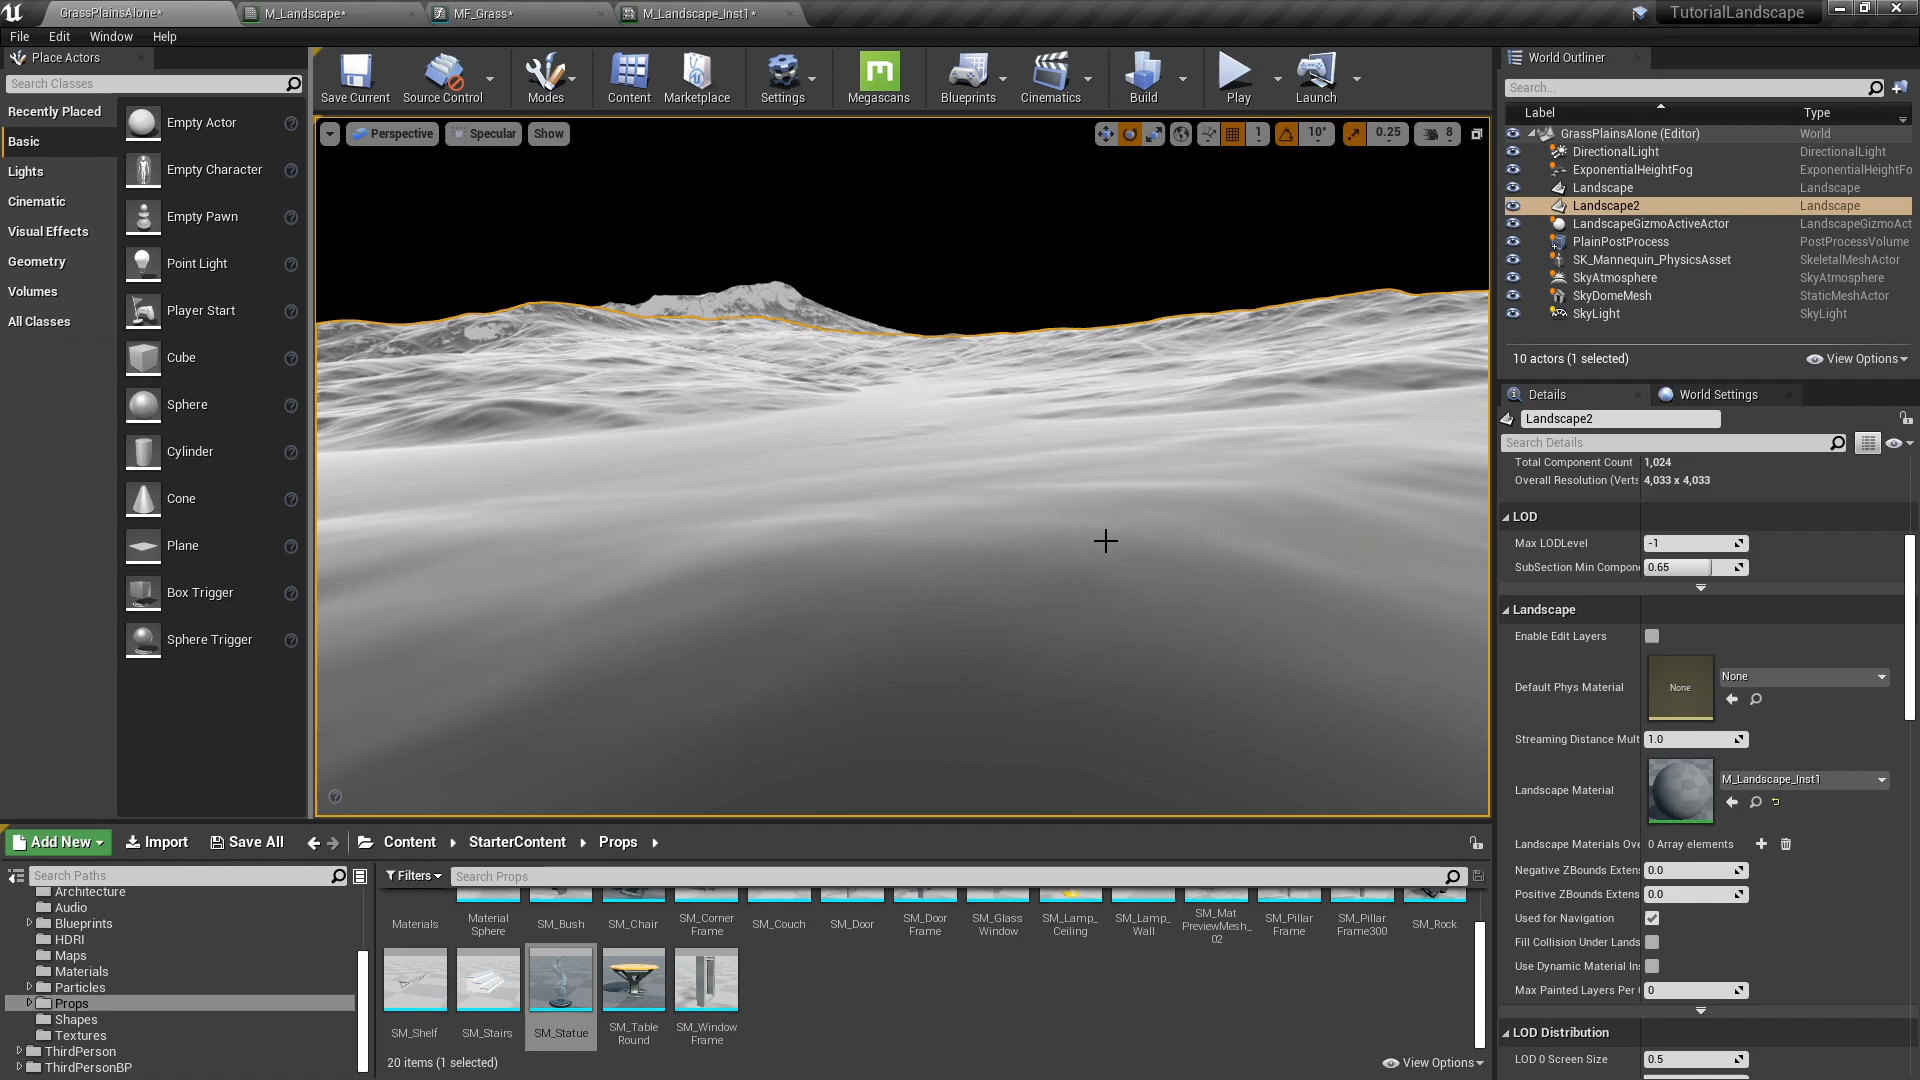 GrassPlainsAlone*
M_Landscape*
MF_Grass*
M_Landscape_Inst1*
TutorialLandscape
File Edit Window Help
Place Actors
Search Classes
Recently Placed
Basic
Lights
Cinematic
Visual Effects
Geometry
Volumes
All Classes
Empty Actor
Empty Character
Empty Pawn
Point Light
Player Start
Cube
Sphere
Cylinder
Cone
Plane
Box Trigger
Sphere Trigger
Save Current
Source Control
Modes
Content
Marketplace
Settings
Megascans
Blueprints
Cinematics
Build
Play
Launch
Perspective
Specular
Show
1
10°
0.25
8
World Outliner
Search...
Label Type
GrassPlainsAlone (Editor) World
DirectionalLight DirectionalLight
ExponentialHeightFog ExponentialHeightFo
Landscape Landscape
Landscape2 Landscape
LandscapeGizmoActiveActor LandscapeGizmoAct
PlainPostProcess PostProcessVolume
SK_Mannequin_PhysicsAsset SkeletalMeshActor
SkyAtmosphere SkyAtmosphere
SkyDomeMesh StaticMeshActor
SkyLight SkyLight
10 actors (1 selected)
View Options
Details
World Settings
Landscape2
Search Details
Total Component Count 1,024
Overall Resolution (Verts 4,033 x 4,033
LOD
Max LODLevel -1
SubSection Min Compone 0.65
Landscape
Enable Edit Layers
Default Phys Material None None
Streaming Distance Mult 1.0
Landscape Material M_Landscape_Inst1
Landscape Materials Ove 0 Array elements
Negative ZBounds Extens 0.0
Positive ZBounds Extens 0.0
Used for Navigation
Fill Collision Under Lands
Use Dynamic Material In
Max Painted Layers Per 0
LOD Distribution
LOD 0 Screen Size 0.5
Add New
Import
Save All
Content
StarterContent
Props
Search Paths
Architecture
Audio
Blueprints
HDRI
Maps
Materials
Particles
Props
Shapes
Textures
ThirdPerson
ThirdPersonBP
Filters
Search Props
Materials
Material
Sphere
SM_Bush
SM_Chair
SM_Corner
Frame
SM_Couch
SM_Door
SM_Door
Frame
SM_Glass
Window
SM_Lamp_
Ceiling
SM_Lamp_
Wall
SM_Mat
PreviewMesh_
02
SM_Pillar
Frame
SM_Pillar
Frame300
SM_Rock
SM_Shelf
SM_Stairs
SM_Statue
SM_Table
Round
SM_Window
Frame
20 items (1 selected)
View Options